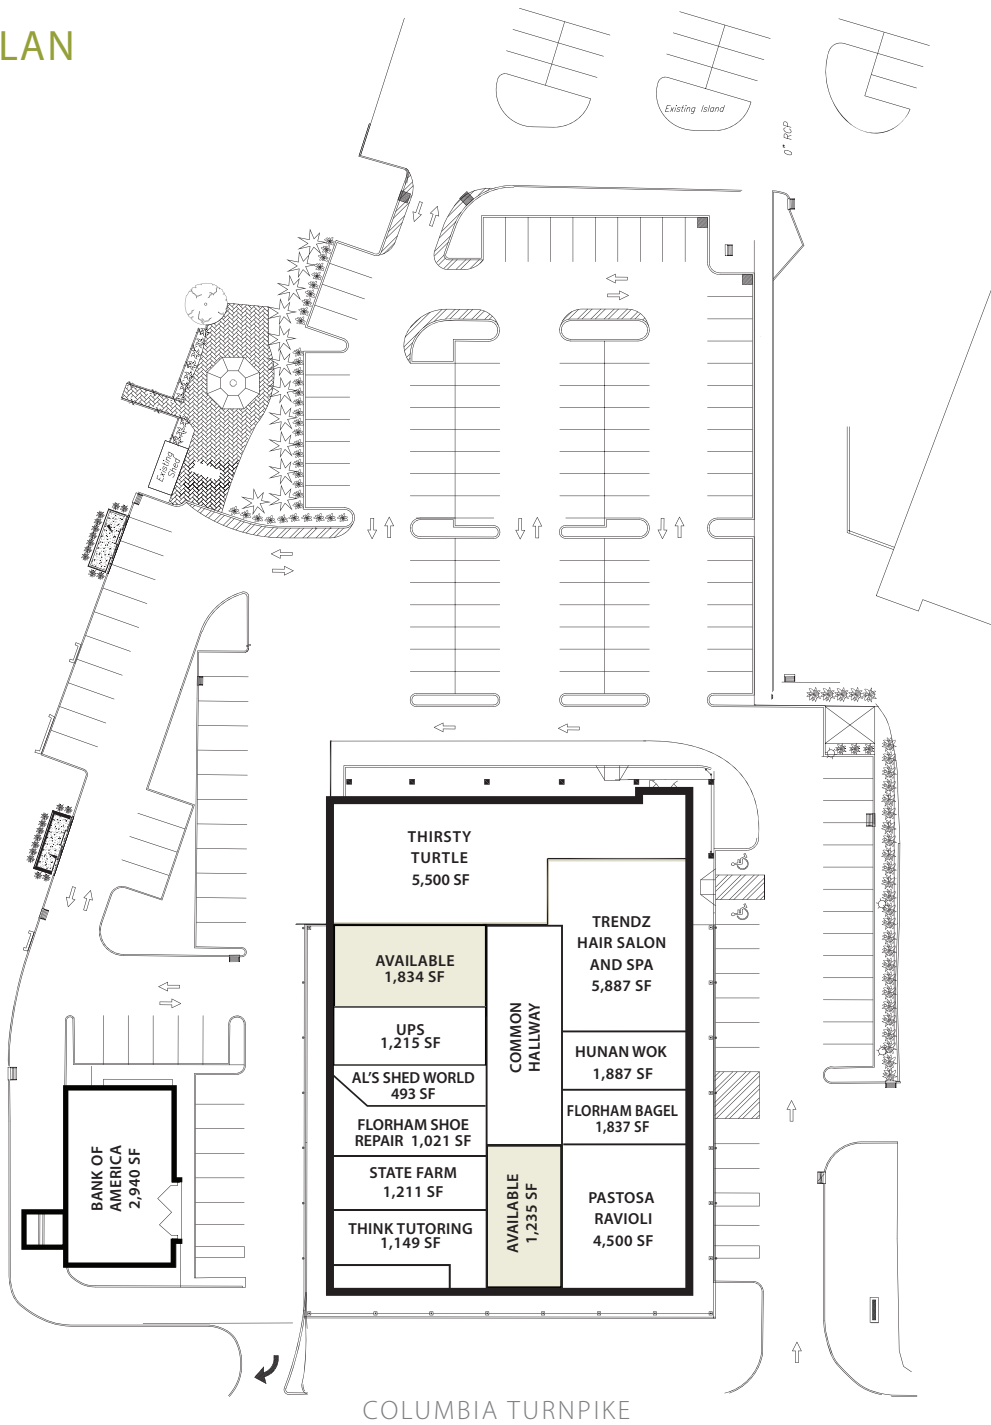 LAN
Existing Island
0" RCP
Existing
Shed
THIRSTY
TURTLE
5,500 SF
TRENDZ
HAIR SALON
AND SPA
5,887 SF
AVAILABLE
1,834 SF
COMMON
HALLWAY
UPS
1,215 SF
HUNAN WOK
1,887 SF
AL'S SHED WORLD
493 SF
FLORHAM BAGEL
1,837 SF
FLORHAM SHOE
REPAIR 1,021 SF
STATE FARM
1,211 SF
AVAILABLE
1,235 SF
PASTOSA
RAVIOLI
4,500 SF
THINK TUTORING
1,149 SF
BANK OF
AMERICA
2,940 SF
COLUMBIA TURNPIKE